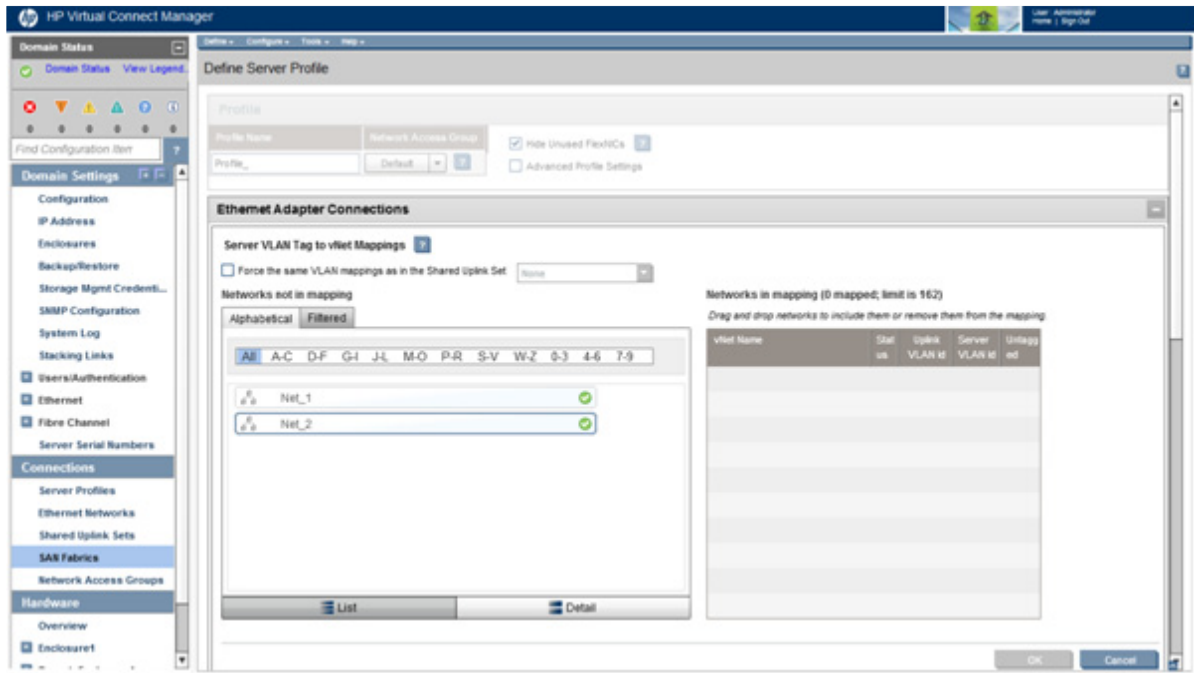 HP Virtual Connect Manager
User: Administrator
Home | Sign Out
Domain Status
Domain Status View Legend..
Find Configuration Item
?
Domain Settings
Configuration
IP Address
Enclosures
Backup/Restore
Storage Mgmt Credenti...
SNMP Configuration
System Log
Stacking Links
Users/Authentication
Ethernet
Fibre Channel
Server Serial Numbers
Connections
Server Profiles
Ethernet Networks
Shared Uplink Sets
SAN Fabrics
Network Access Groups
Hardware
Overview
Enclosure1
Define Configure Tools Help
Define Server Profile
?
Profile
Profile Name Network Access Group
Hide Unused FlexNICs ?
Profile_ Default ?
Advanced Profile Settings
Ethernet Adapter Connections
Server VLAN Tag to vNet Mappings ?
Force the same VLAN mappings as in the Shared Uplink Set None
Networks not in mapping
Alphabetical Filtered
All A-C D-F G-I J-L M-O P-R S-V W-Z 0-3 4-6 7-9
Net_1
Net_2
List Detail
Networks in mapping (0 mapped; limit is 162)
Drag and drop networks to include them or remove them from the mapping.
vNet Name Stat Uplink Server Untagg
us VLAN Id VLAN Id ed
OK Cancel